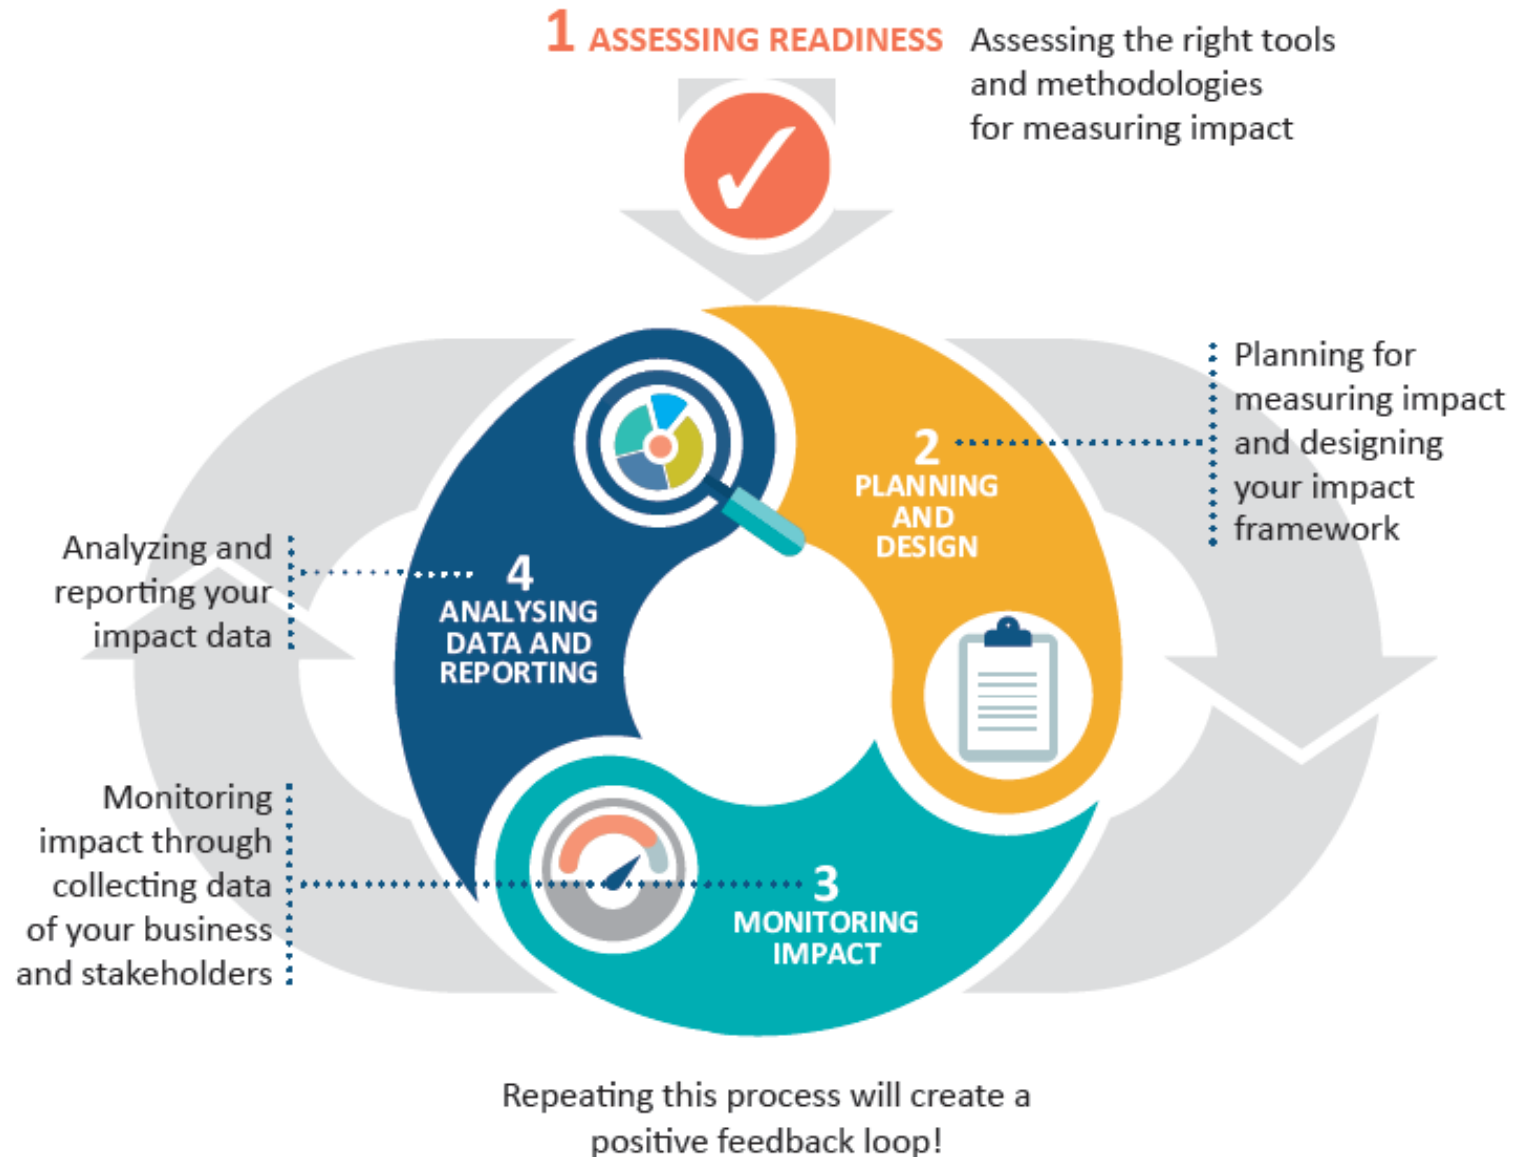 1 ASSESSING READINESS
Assessing the right tools
and methodologies
for measuring impact
2
PLANNING
AND
DESIGN
Planning for
measuring impact
and designing
your impact
framework
3
MONITORING
IMPACT
Monitoring
impact through
collecting data
of your business
and stakeholders
4
ANALYSING
DATA AND
REPORTING
Analyzing and
reporting your
impact data
Repeating this process will create a
positive feedback loop!